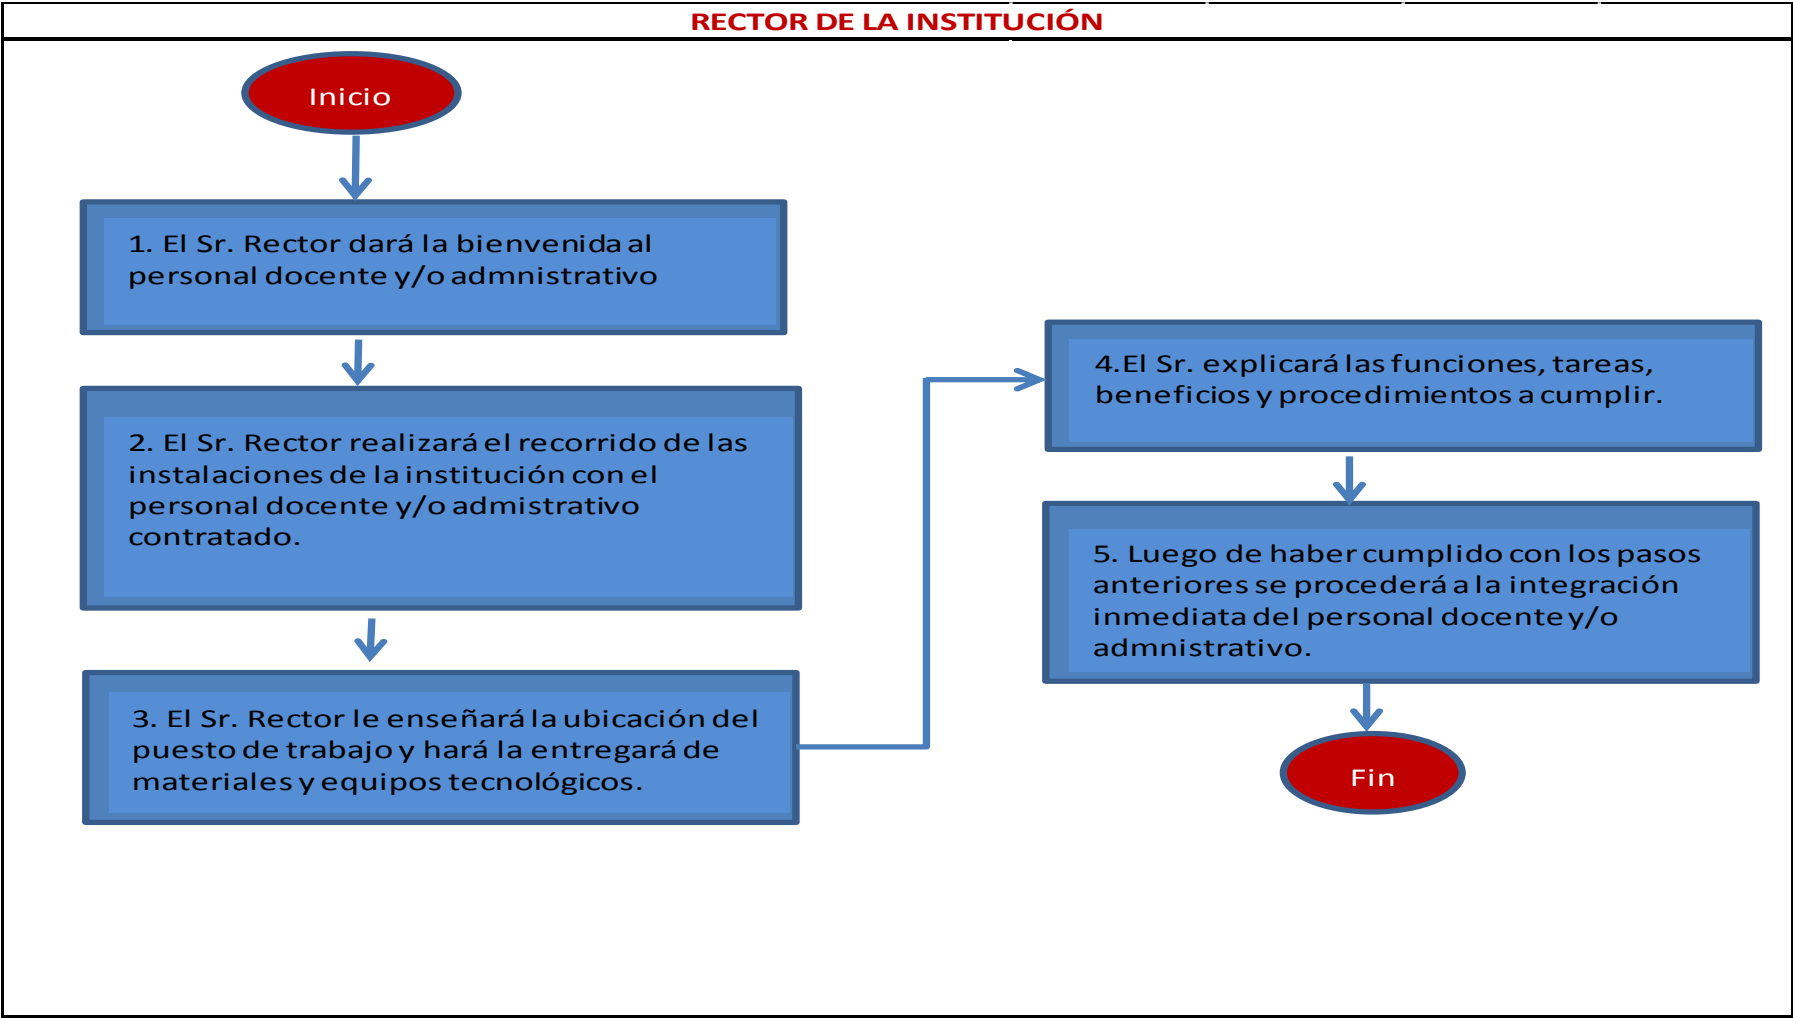 RECTOR DE LA INSTITUCIÓN
Inicio
1. El Sr. Rector dará la bienvenida al
personal docente y/o admnistrativo
2. El Sr. Rector realizará el recorrido de las
instalaciones de la institución con el
personal docente y/o admistrativo
contratado.
3. El Sr. Rector le enseñará la ubicación del
puesto de trabajo y hará la entregará de
materiales y equipos tecnológicos.
4.El Sr. explicará las funciones, tareas,
beneficios y procedimientos a cumplir.
5. Luego de haber cumplido con los pasos
anteriores se procederá a la integración
inmediata del personal docente y/o
admnistrativo.
Fin